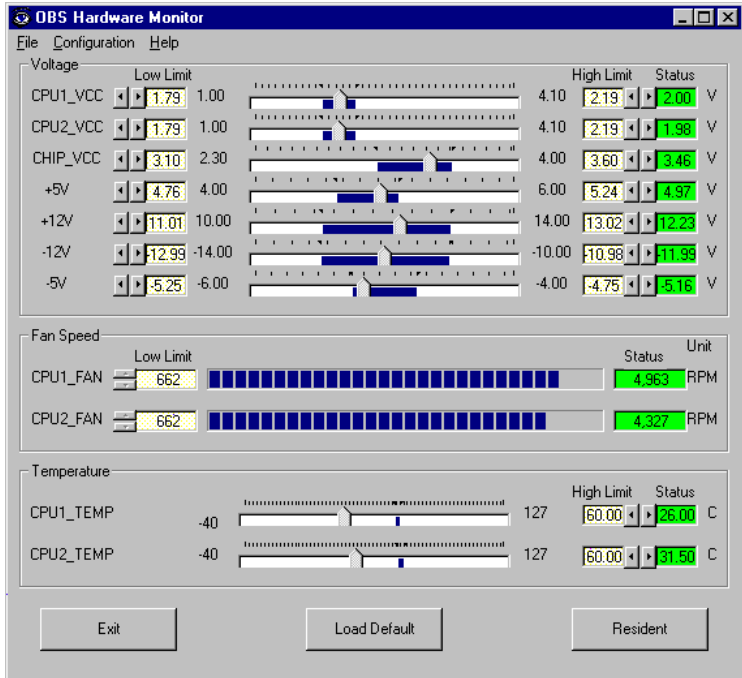 OBS Hardware Monitor
File Configuration Help
Voltage
Low Limit High Limit Status
CPU1_VCC 1.79 1.00 4.10 2.19 2.00 V
CPU2_VCC 1.79 1.00 4.10 2.19 1.98 V
CHIP_VCC 3.10 2.30 4.00 3.60 3.46 V
+5V 4.76 4.00 6.00 5.24 4.97 V
+12V 11.01 10.00 14.00 13.02 12.23 V
-12V -12.99 -14.00 -10.00 -10.98 -11.99 V
-5V -5.25 -6.00 -4.00 -4.75 -5.16 V
Fan Speed
Low Limit Status Unit
CPU1_FAN 662 4,963 RPM
CPU2_FAN 662 4,327 RPM
Temperature
High Limit Status
CPU1_TEMP -40 127 60.00 26.00 C
CPU2_TEMP -40 127 60.00 31.50 C
Exit Load Default Resident